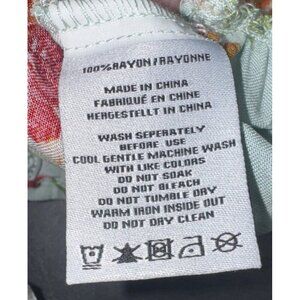 100%RAYON/RAYONNE
MADE IN CHINA
FABRIQUÉ EN CHINE
HERGESTELLT IN CHINA
WASH SEPERATELY
BEFORE USE
COOL GENTLE MACHINE WASH
WITH LIKE COLORS
DO NOT SOAK
DO NOT BLEACH
DO NOT TUMBLE DRY
WARM IRON INSIDE OUT
DO NOT DRY CLEAN